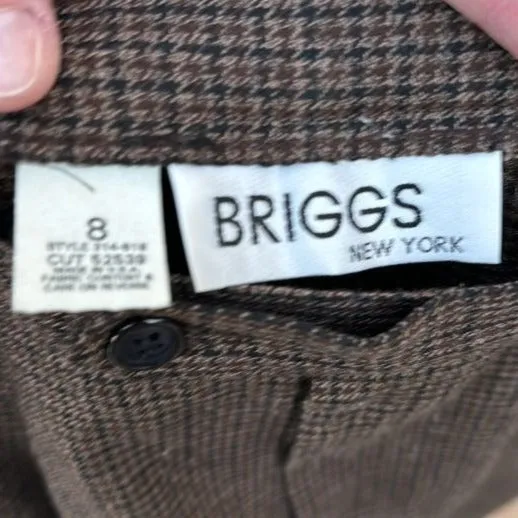 8
STYLE 214-618
CUT 52539
MADE IN U.S.A.
FABRIC CONTENT &
CARE ON REVERSE
BRIGGS
NEW YORK